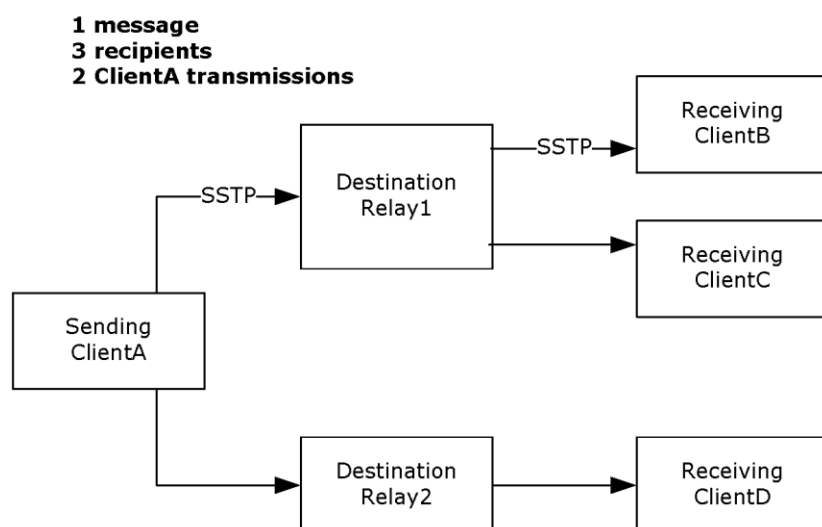 1 message
3 recipients
2 ClientA transmissions
Receiving
ClientB
SSTP
Destination
Relay1
SSTP
Receiving
ClientC
Sending
ClientA
Destination
Relay2
Receiving
ClientD